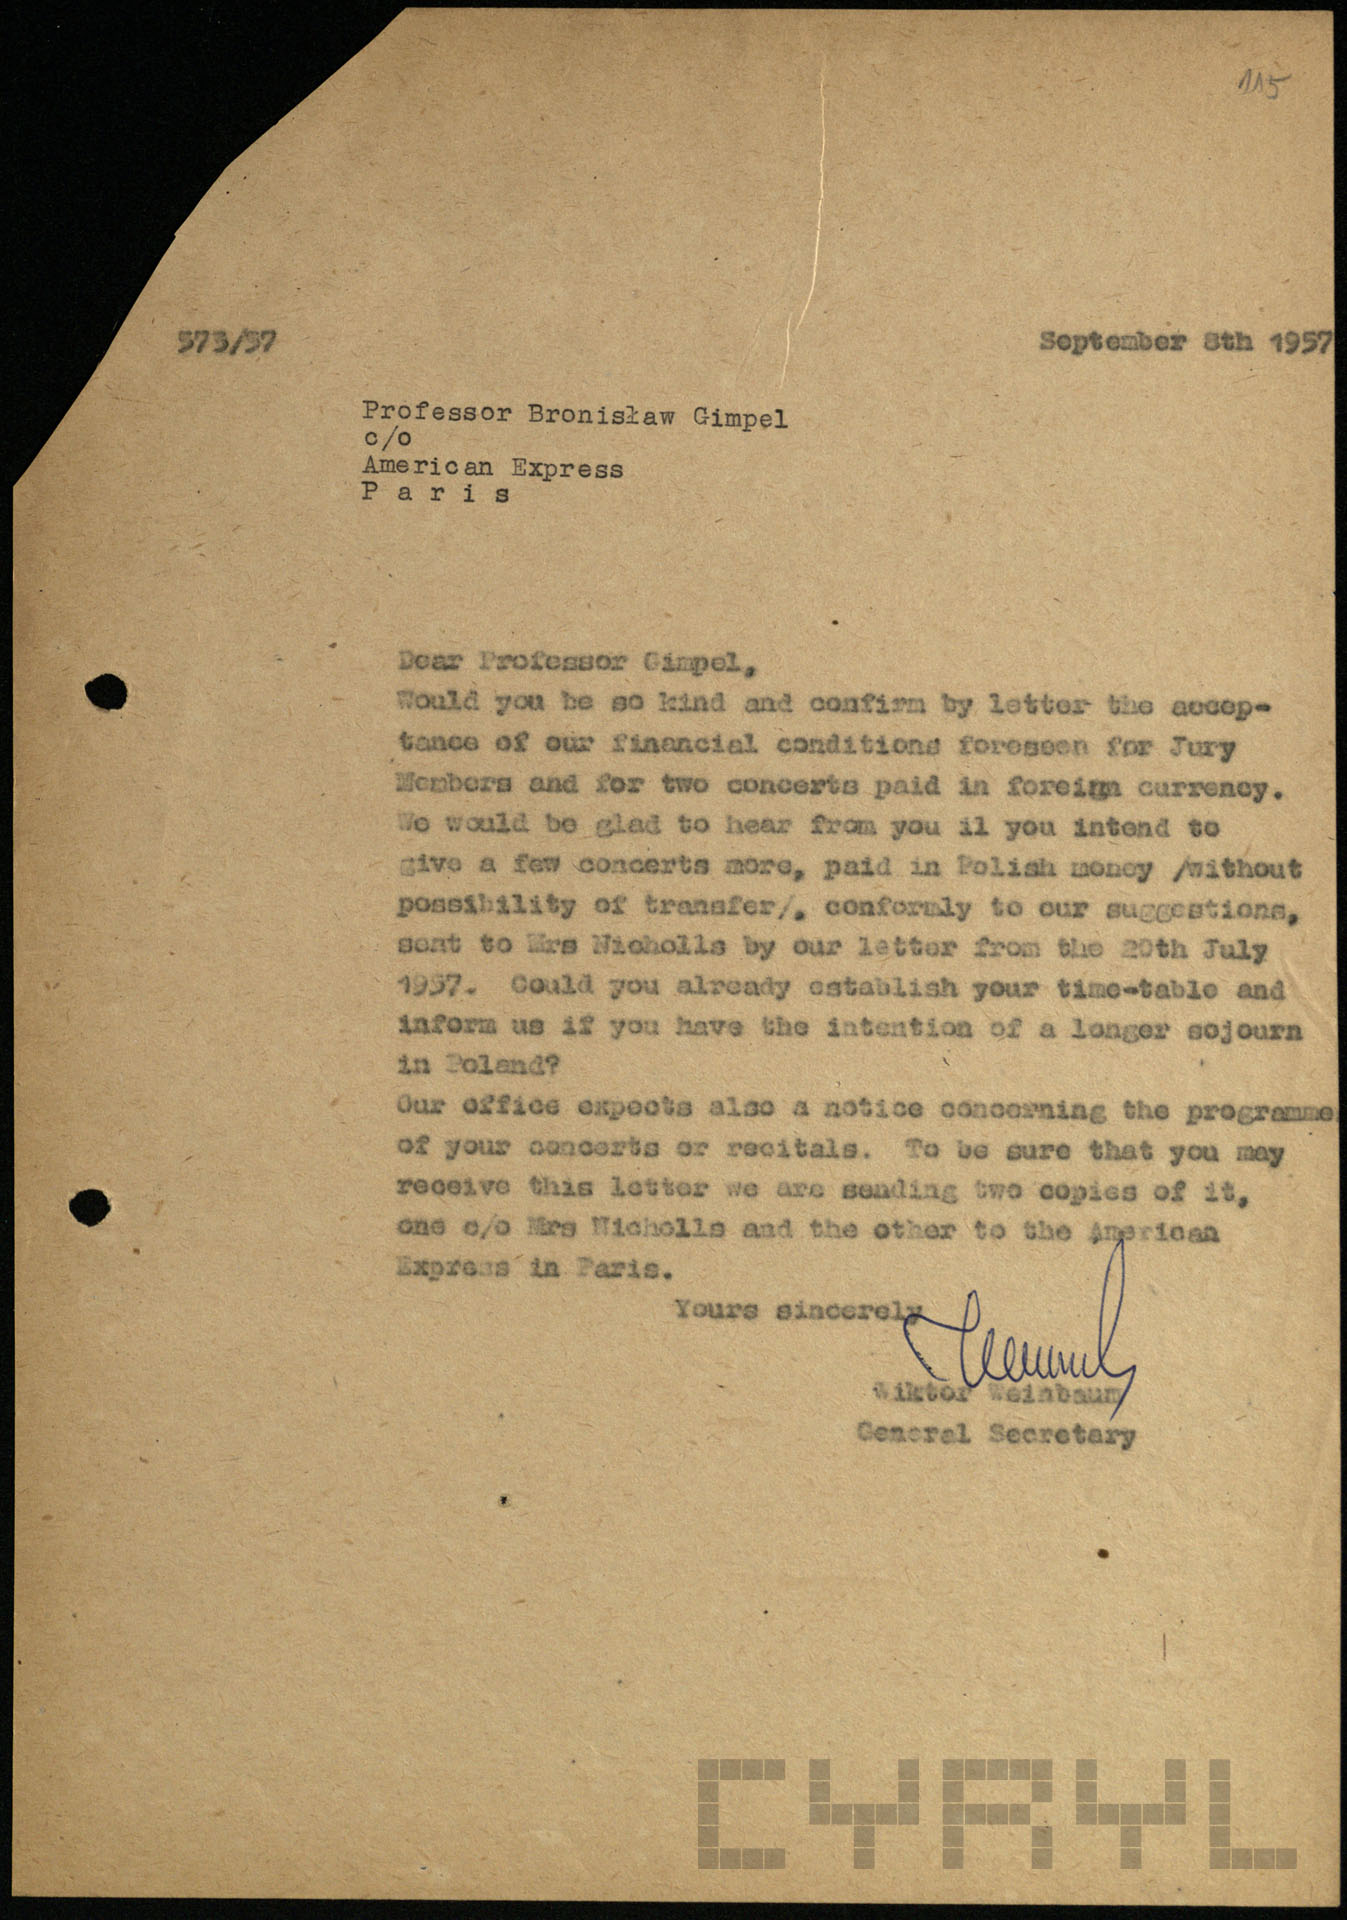 115
573/57
September 8th 1957
Professor Bronisław Gimpel
c/o
American Express
P a r i s
Dear Professor Gimpel,
Would you be so kind and confirm by letter the accep-
tance of our financial conditions foreseen for Jury
Members and for two concerts paid in foreign currency.
We would be glad to hear from you il you intend to
give a few concerts more, paid in Polish money /without
possibility of transfer/, conformly to our suggestions,
sent to Mrs Nicholls by our letter from the 20th July
1957. Could you already establish your time-table and
inform us if you have the intention of a longer sojourn
in Poland?
Our office expects also a notice concerning the programme
of your concerts or recitals. To be sure that you may
receive this letter we are sending two copies of it,
one c/o Mrs Nicholls and the other to the American
Express in Paris.
Yours sincerely
Wiktor Weinbaum
General Secretary
CYRYL